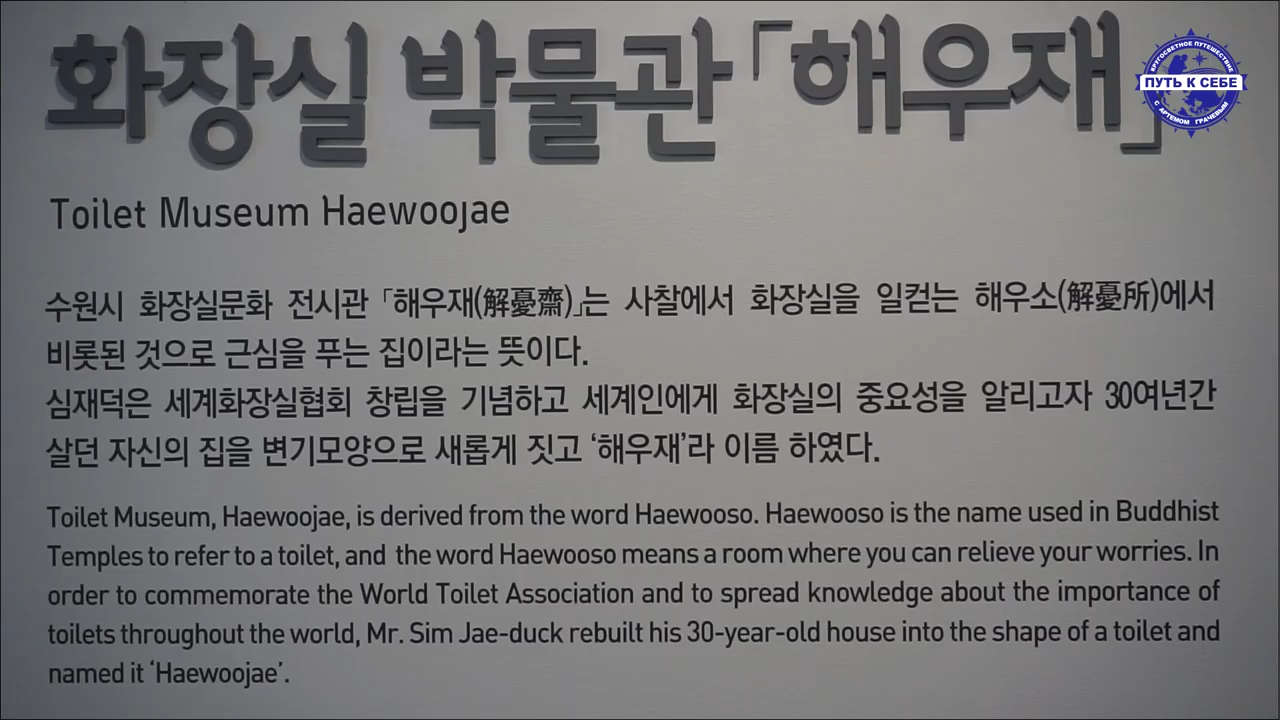 화장실 박물관 「해우재」
КРУГОСВЕТНОЕ ПУТЕШЕСТВИЕ
ПУТЬ К СЕБЕ
С АРТЕМОМ ГРАЧЕВЫМ
Toilet Museum Haewoojae
수원시 화장실문화 전시관 「해우재(解憂齋)」는 사찰에서 화장실을 일컫는 해우소(解憂所)에서
비롯된 것으로 근심을 푸는 집이라는 뜻이다.
심재덕은 세계화장실협회 창립을 기념하고 세계인에게 화장실의 중요성을 알리고자 30여년간
살던 자신의 집을 변기모양으로 새롭게 짓고 ‘해우재’라 이름 하였다.
Toilet Museum, Haewoojae, is derived from the word Haewooso. Haewooso is the name used in Buddhist
Temples to refer to a toilet, and the word Haewooso means a room where you can relieve your worries. In
order to commemorate the World Toilet Association and to spread knowledge about the importance of
toilets throughout the world, Mr. Sim Jae-duck rebuilt his 30-year-old house into the shape of a toilet and
named it ‘Haewoojae’.